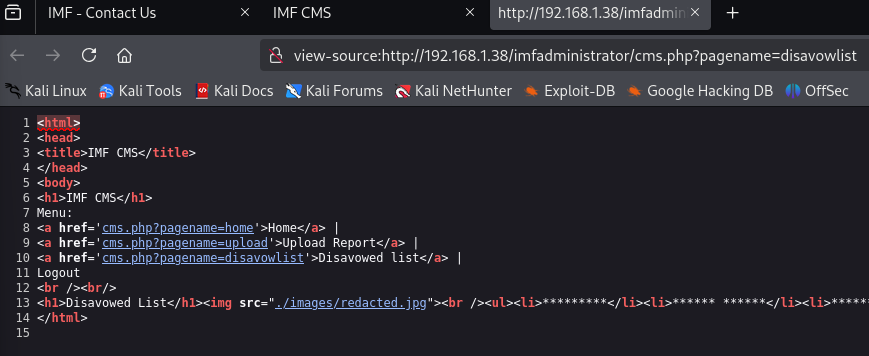 IMF - Contact Us × IMF CMS × http://192.168.1.38/imfadmin × +
view-source:http://192.168.1.38/imfadministrator/cms.php?pagename=disavowlist
Kali Linux Kali Tools Kali Docs Kali Forums Kali NetHunter Exploit-DB Google Hacking DB OffSec
1 <html>
2 <head>
3 <title>IMF CMS</title>
4 </head>
5 <body>
6 <h1>IMF CMS</h1>
7 Menu:
8 <a href='cms.php?pagename=home'>Home</a> |
9 <a href='cms.php?pagename=upload'>Upload Report</a> |
10 <a href='cms.php?pagename=disavowlist'>Disavowed list</a> |
11 Logout
12 <br /><br/>
13 <h1>Disavowed List</h1><img src="./images/redacted.jpg"><br /><ul><li>*********</li><li>****** ******</li><li>*****
14 </html>
15